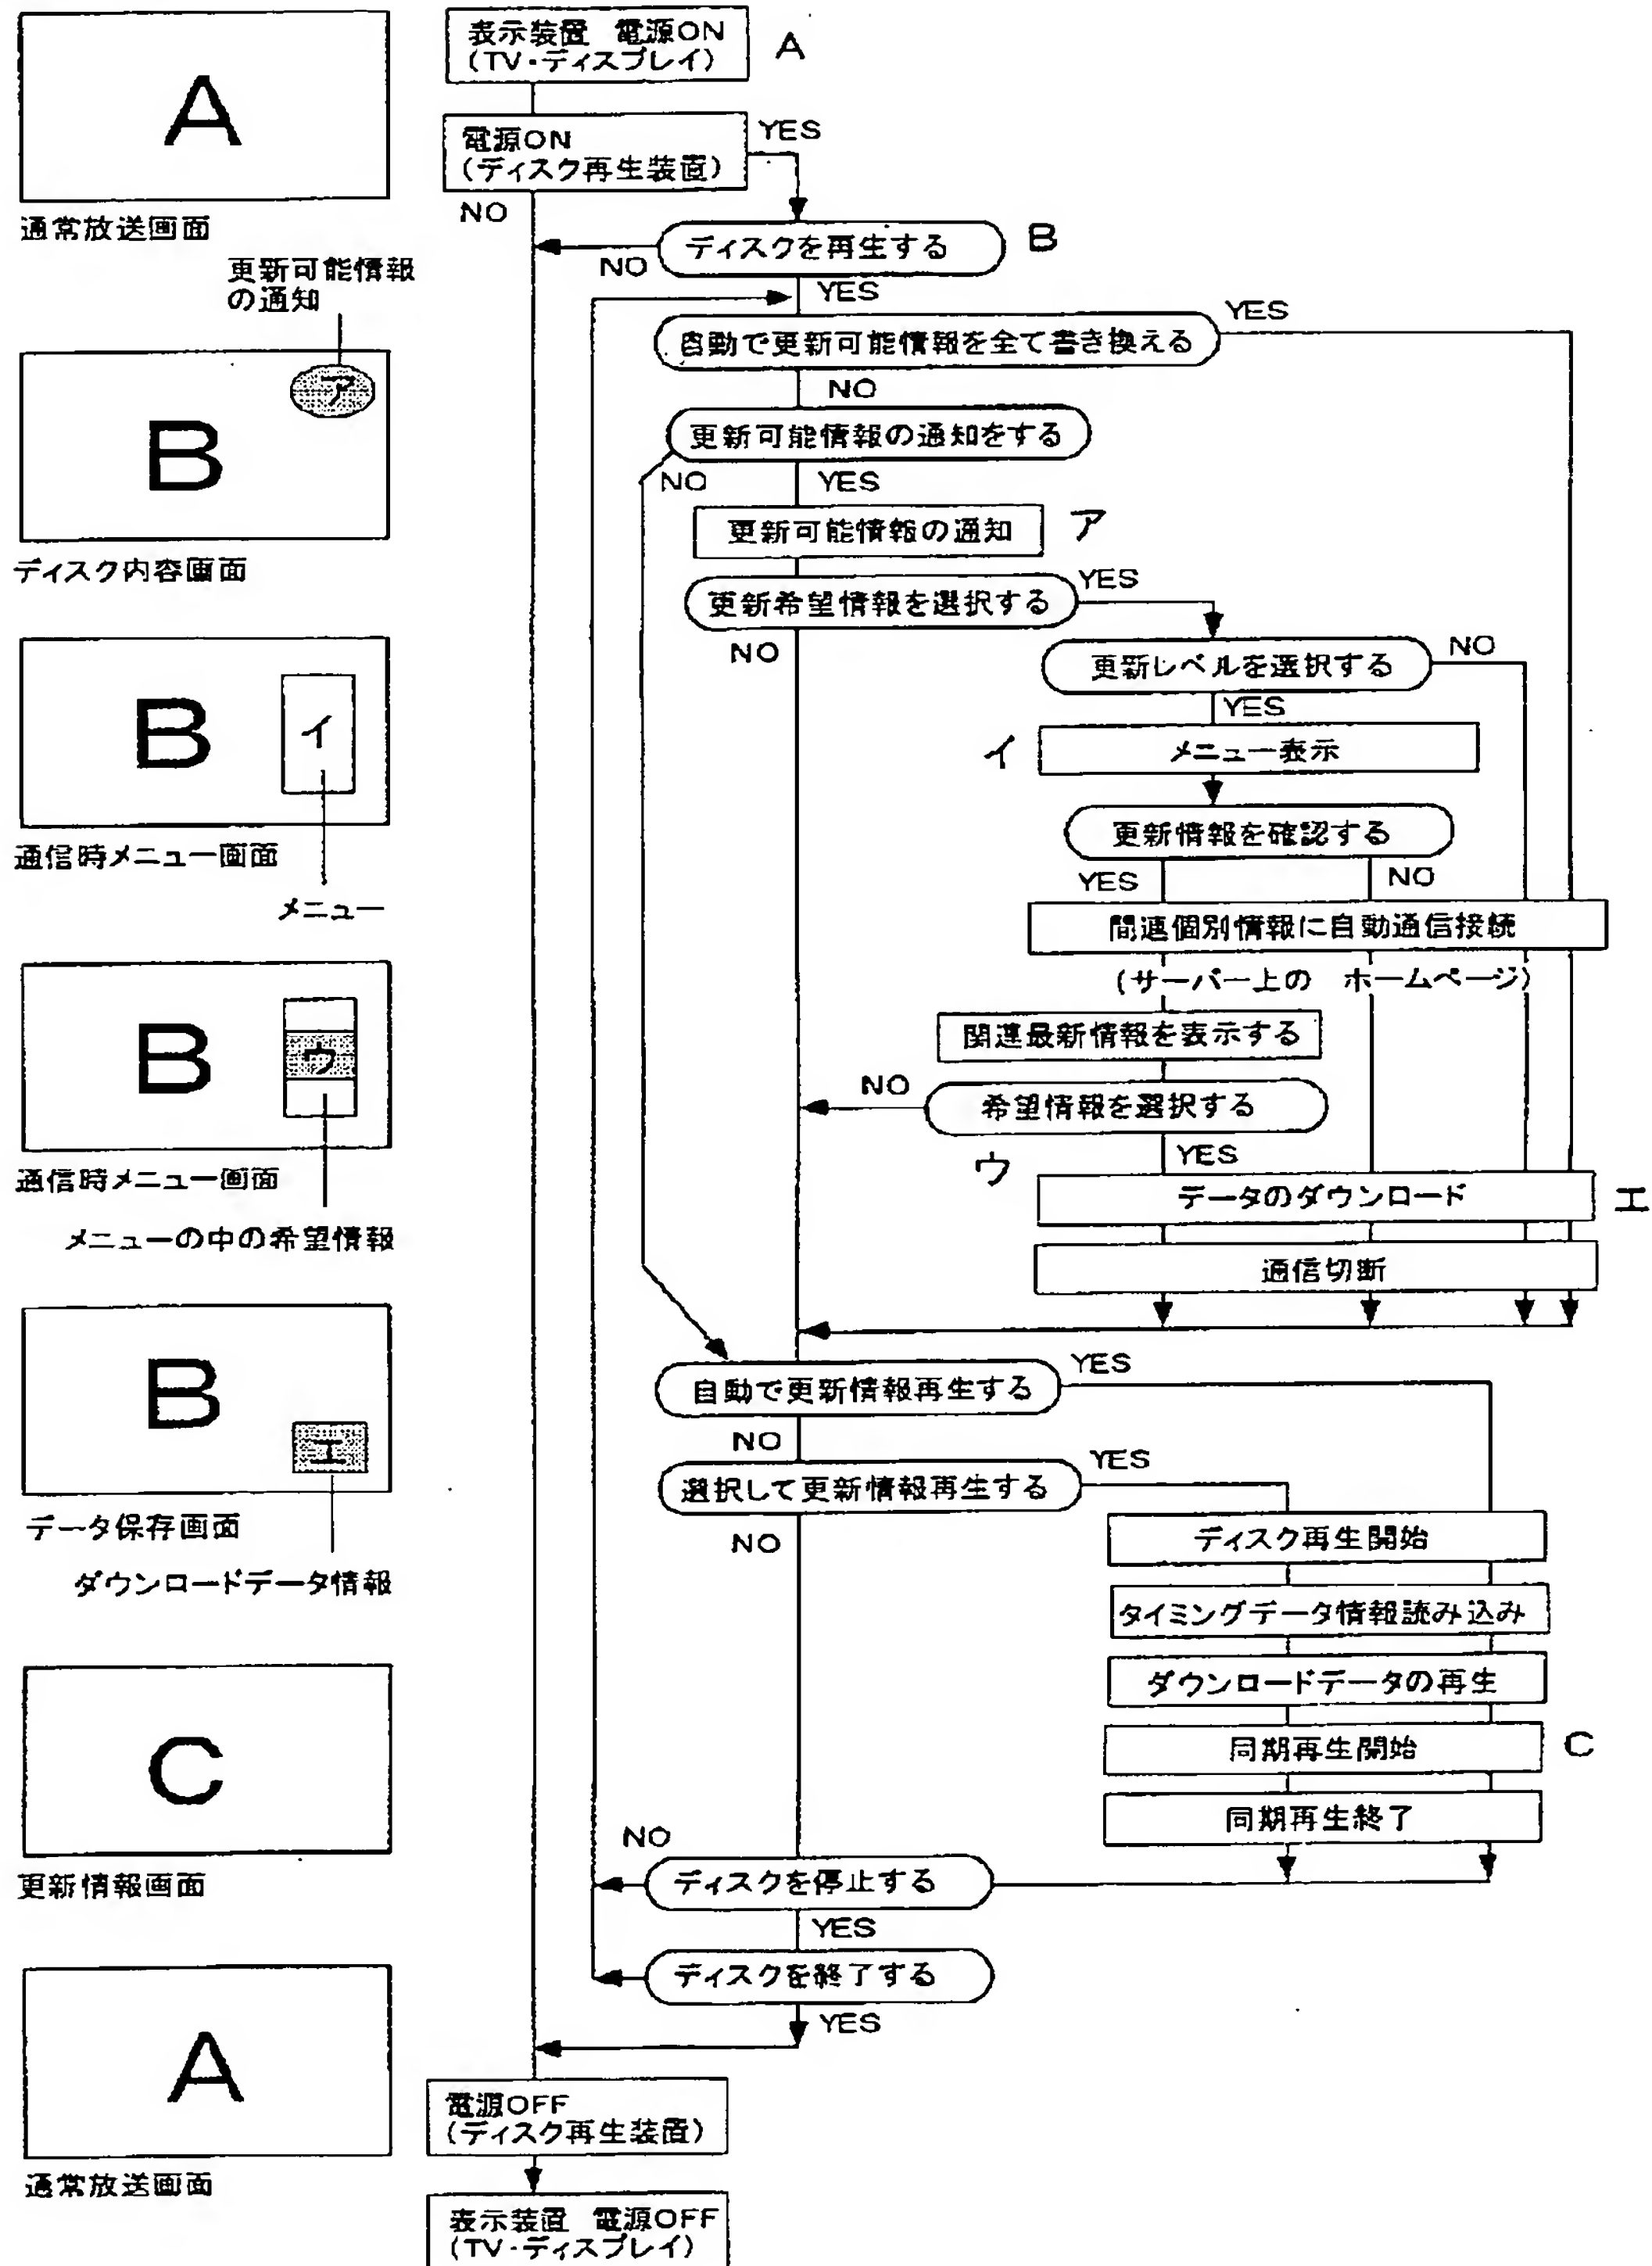 A
通常放送画面
更新可能情報
の通知
ア
B
ディスク内容画面
B
イ
通信時メニュー画面
メニュー
B
ウ
通信時メニュー画面
メニューの中の希望情報
B
エ
データ保存画面
ダウンロードデータ情報
C
更新情報画面
A
通常放送画面
表示装置 電源ON
(TV・ディスプレイ)
A
電源ON
(ディスク再生装置)
YES
NO
ディスクを再生する
B
NO
YES
自動で更新可能情報を全て書き換える
YES
NO
更新可能情報の通知をする
NO
YES
更新可能情報の通知
ア
更新希望情報を選択する
YES
NO
更新レベルを選択する
NO
YES
イ
メニュー表示
更新情報を確認する
YES
NO
間連個別情報に自動通信接続
(サーバー上の ホームページ)
関連最新情報を表示する
希望情報を選択する
NO
YES
ウ
データのダウンロード
エ
通信切断
自動で更新情報再生する
YES
NO
選択して更新情報再生する
YES
NO
ディスク再生開始
タイミングデータ情報読み込み
ダウンロードデータの再生
同期再生開始
C
同期再生終了
NO
ディスクを停止する
YES
ディスクを終了する
YES
電源OFF
(ディスク再生装置)
表示装置 電源OFF
(TV・ディスプレイ)